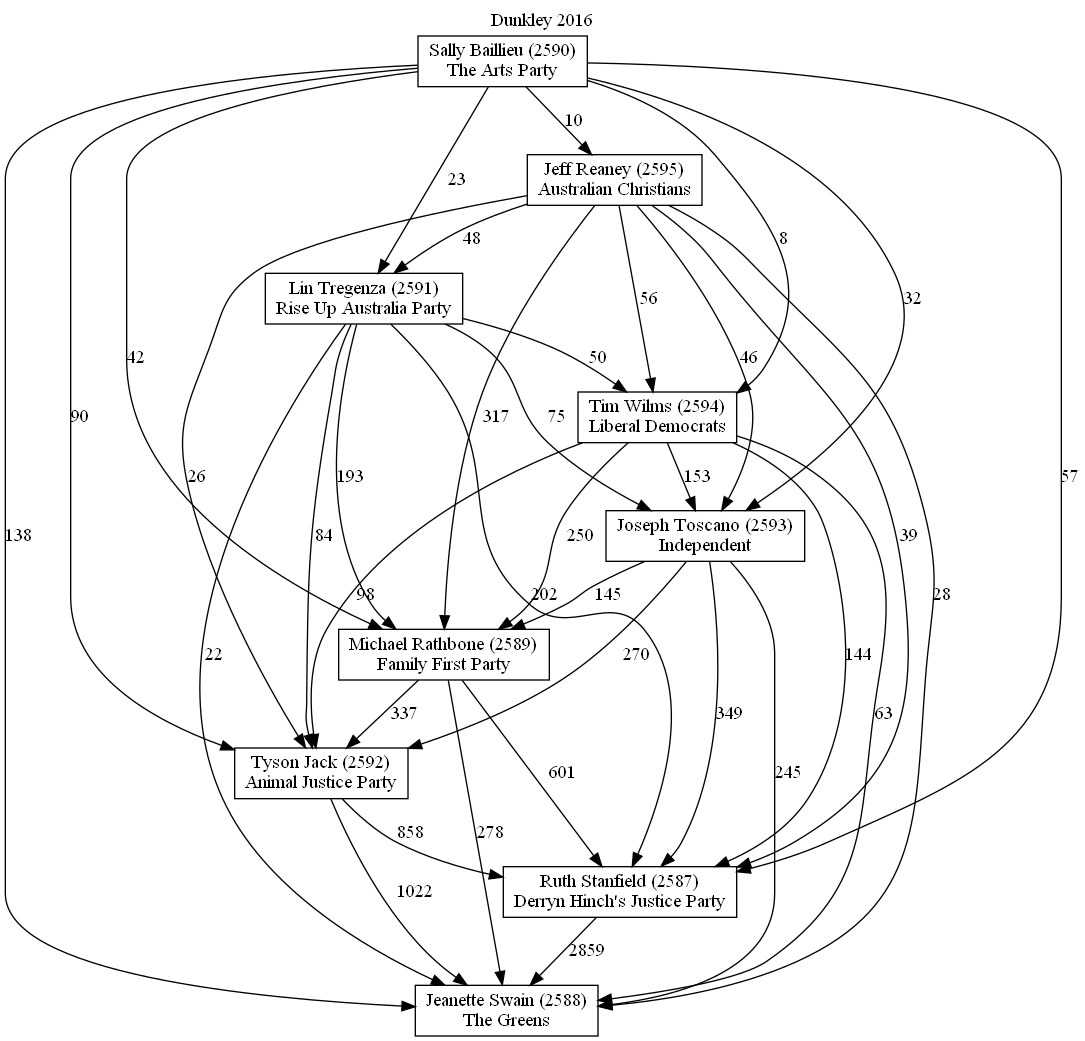 Dunkley 2016
Sally Baillieu (2590)
The Arts Party
10
Jeff Reaney (2595)
Australian Christians
23
48
8
Lin Tregenza (2591)
Rise Up Australia Party
56
32
42
50
46
Tim Wilms (2594)
Liberal Democrats
90
317
75
26
193
153
57
Joseph Toscano (2593)
Independent
138
84
250
39
98
202
145
28
Michael Rathbone (2589)
Family First Party
22
270
144
337
349
63
Tyson Jack (2592)
Animal Justice Party
601
245
858
278
1022
Ruth Stanfield (2587)
Derryn Hinch's Justice Party
2859
Jeanette Swain (2588)
The Greens